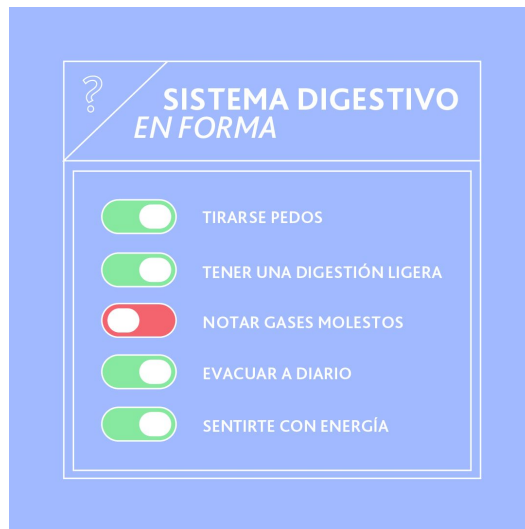 ?
SISTEMA DIGESTIVO
EN FORMA
TIRARSE PEDOS
TENER UNA DIGESTIÓN LIGERA
NOTAR GASES MOLESTOS
EVACUAR A DIARIO
SENTIRTE CON ENERGÍA